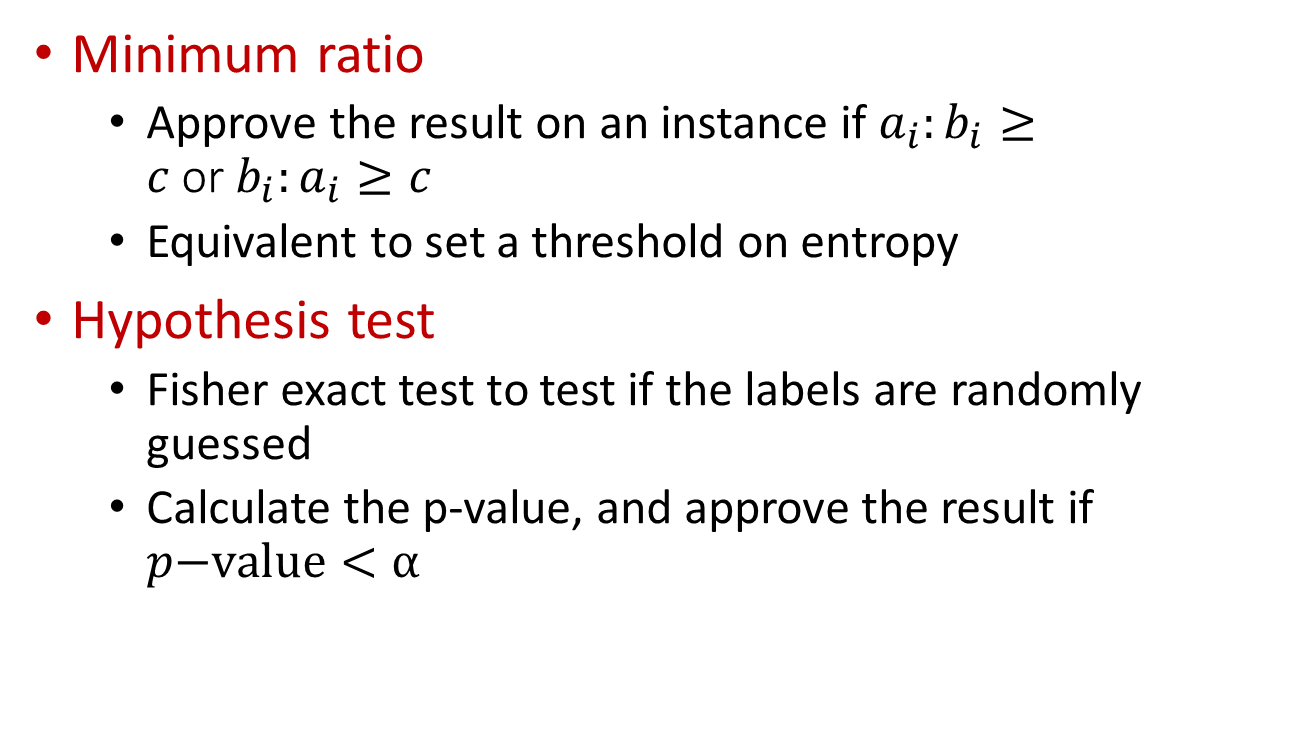 • Minimum ratio
• Approve the result on an instance if 𝑎ᵢ: 𝑏ᵢ ≥
𝑐 or 𝑏ᵢ: 𝑎ᵢ ≥ 𝑐
• Equivalent to set a threshold on entropy
• Hypothesis test
• Fisher exact test to test if the labels are randomly
guessed
• Calculate the p-value, and approve the result if
𝑝−value < α